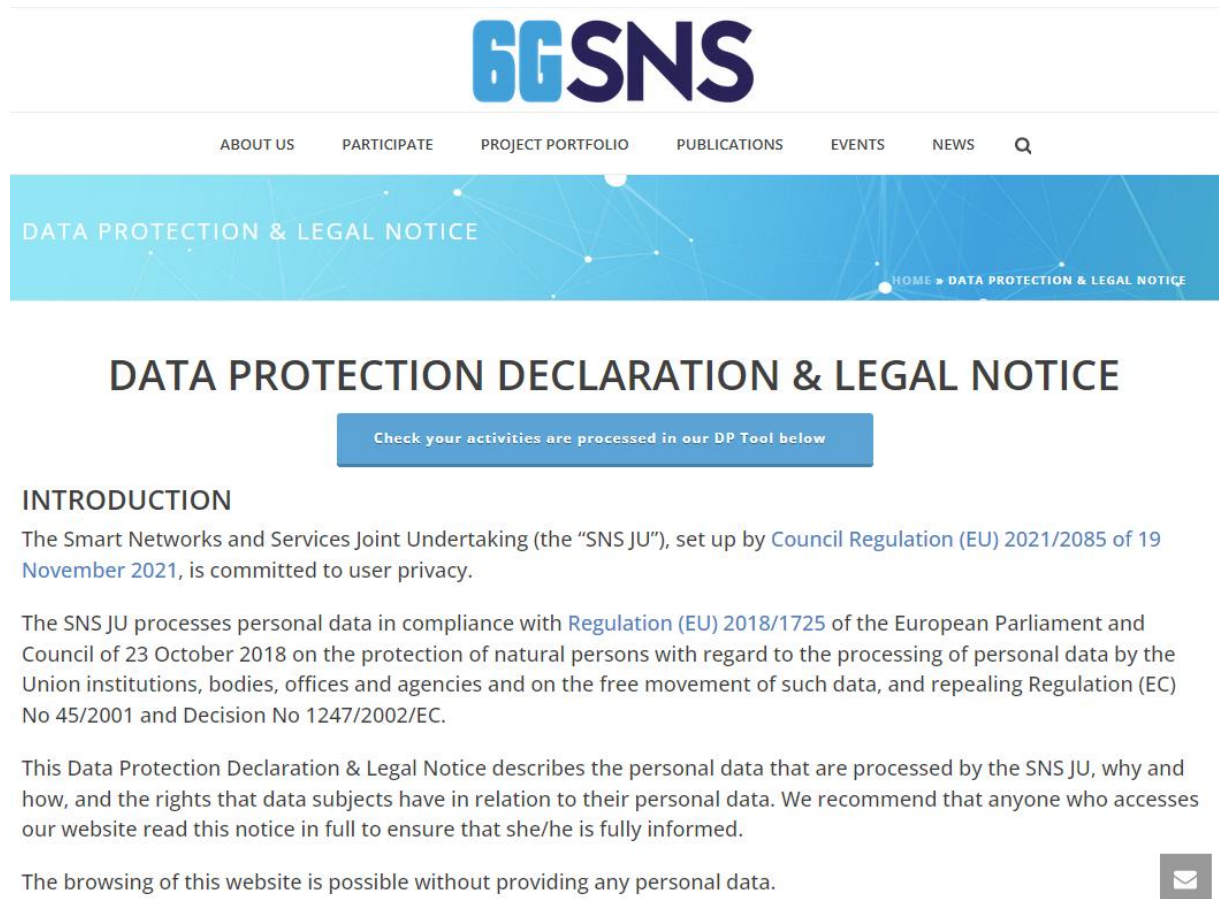 6GSNS
ABOUT US PARTICIPATE PROJECT PORTFOLIO PUBLICATIONS EVENTS NEWS
DATA PROTECTION & LEGAL NOTICE
HOME » DATA PROTECTION & LEGAL NOTICE
DATA PROTECTION DECLARATION & LEGAL NOTICE
Check your activities are processed in our DP Tool below
INTRODUCTION
The Smart Networks and Services Joint Undertaking (the “SNS JU”), set up by Council Regulation (EU) 2021/2085 of 19
November 2021, is committed to user privacy.
The SNS JU processes personal data in compliance with Regulation (EU) 2018/1725 of the European Parliament and
Council of 23 October 2018 on the protection of natural persons with regard to the processing of personal data by the
Union institutions, bodies, offices and agencies and on the free movement of such data, and repealing Regulation (EC)
No 45/2001 and Decision No 1247/2002/EC.
This Data Protection Declaration & Legal Notice describes the personal data that are processed by the SNS JU, why and
how, and the rights that data subjects have in relation to their personal data. We recommend that anyone who accesses
our website read this notice in full to ensure that she/he is fully informed.
The browsing of this website is possible without providing any personal data.